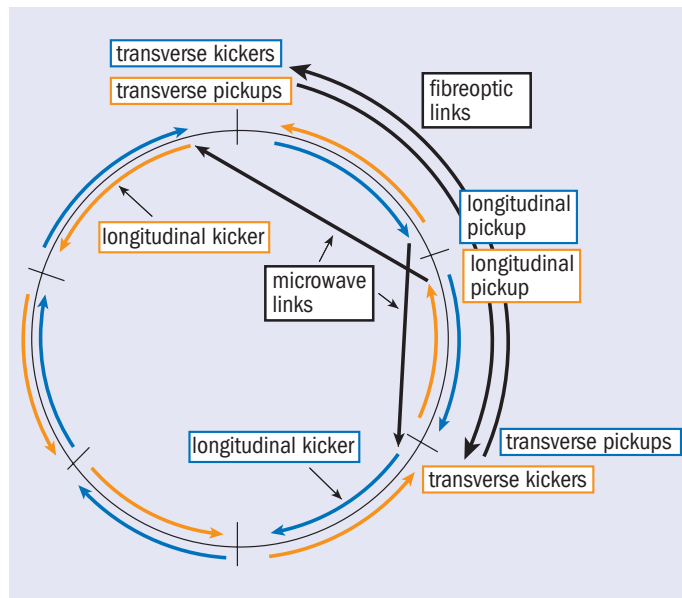 transverse kickers
transverse pickups
fibreoptic
links
longitudinal
pickup
longitudinal kicker
longitudinal
pickup
microwave
links
longitudinal kicker
transverse pickups
transverse kickers